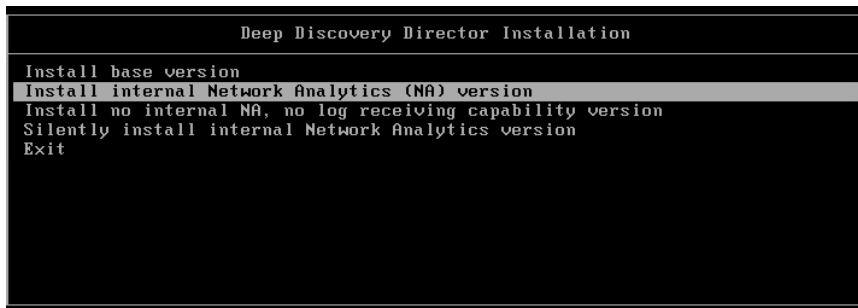 Deep Discovery Director Installation
Install base version
Install internal Network Analytics (NA) version
Install no internal NA, no log receiving capability version
Silently install internal Network Analytics version
Exit